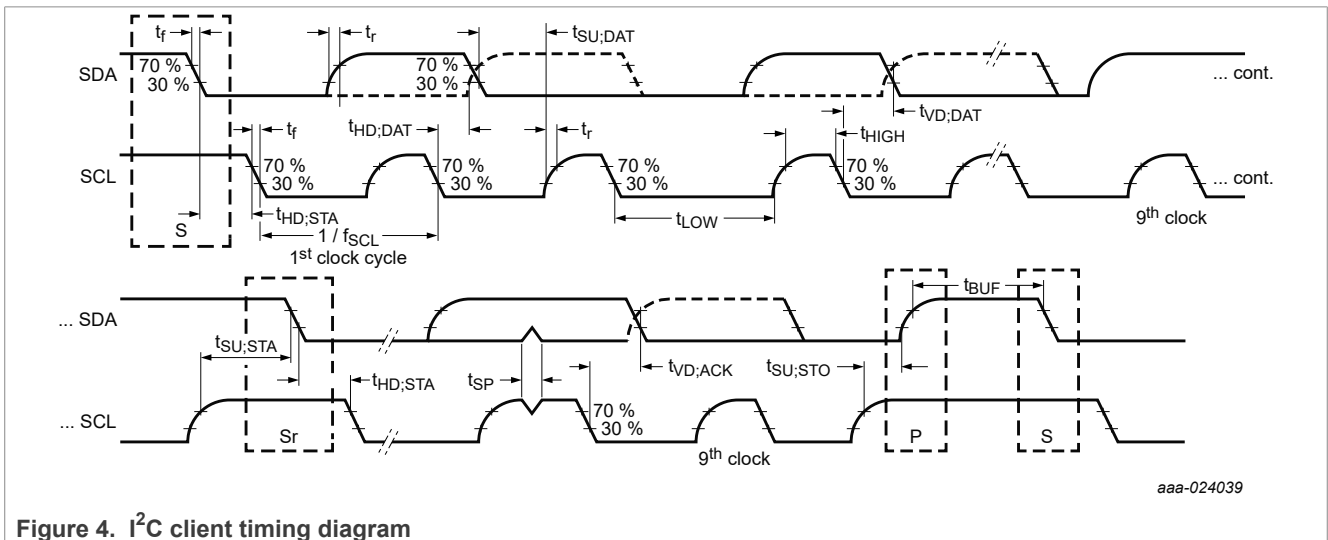 tf tr tSU;DAT
SDA 70 % 30 % 70 % 30 % ... cont.
tVD;DAT
tf tHD;DAT tr tHIGH
SCL 70 % 30 % 70 % 30 % 70 % 30 % 70 % 30 % ... cont.
tHD;STA tLOW 9th clock
S 1 / fSCL
1st clock cycle
tBUF
... SDA
tSU;STA tHD;STA tSP tVD;ACK tSU;STO
... SCL 70 % 30 %
Sr 9th clock P S
aaa-024039
Figure 4. I2C client timing diagram